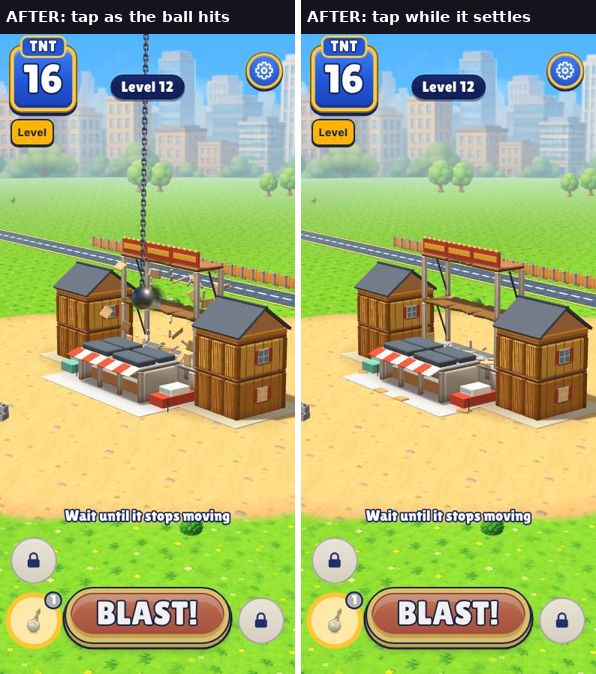 AFTER: tap as the ball hits
TNT
16
Level 12
Level
Wait until it stops moving
1
BLAST!
AFTER: tap while it settles
TNT
16
Level 12
Level
Wait until it stops moving
1
BLAST!